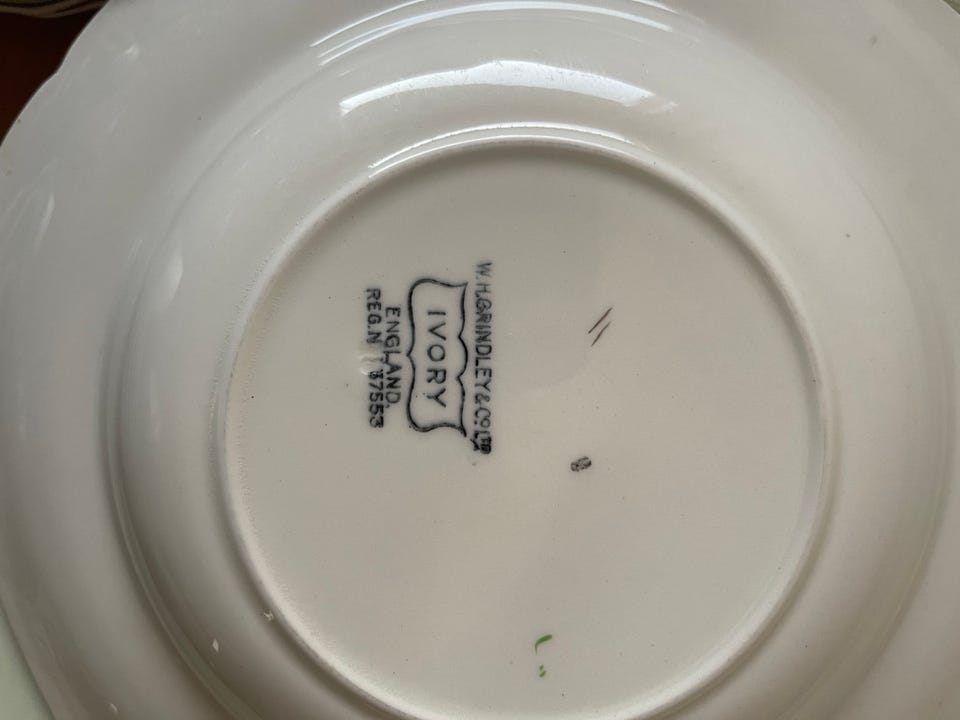 W.H.GRINDLEY & CO LTD
IVORY
ENGLAND.
REG.N